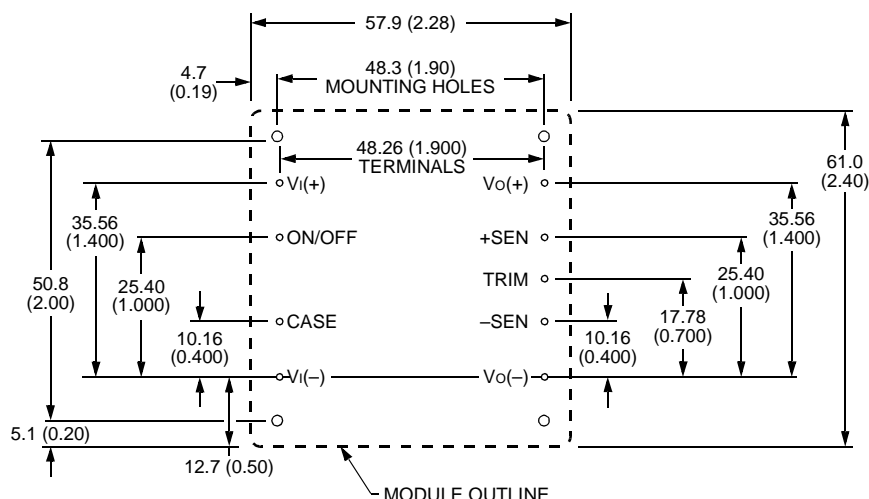 57.9 (2.28)
4.7
(0.19)
48.3 (1.90)
MOUNTING HOLES
48.26 (1.900)
TERMINALS
61.0
(2.40)
VI(+)
VO(+)
35.56
(1.400)
35.56
(1.400)
ON/OFF
+SEN
50.8
(2.00)
25.40
(1.000)
TRIM
25.40
(1.000)
17.78
(0.700)
10.16
(0.400)
CASE
–SEN
10.16
(0.400)
VI(–)
VO(–)
5.1 (0.20)
12.7 (0.50)
MODULE OUTLINE